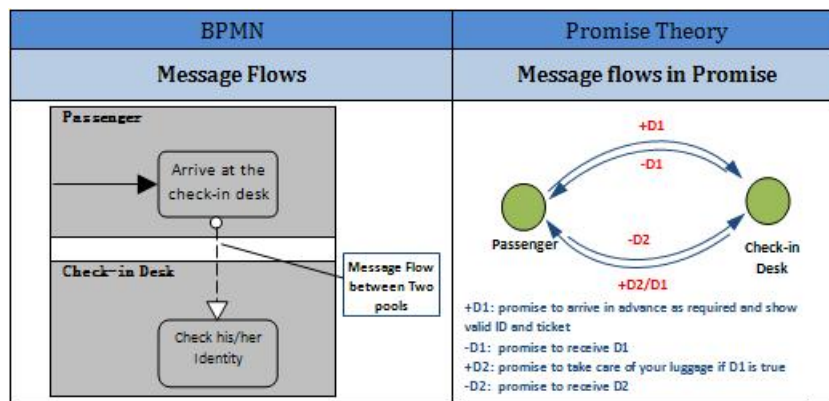 BPMN
Promise Theory
Message Flows
Message flows in Promise
Passenger
Arrive at the
check-in desk
Check-in Desk
Message Flow
between Two
pools
Check his/her
Identity
+D1
-D1
Passenger
Check-in
Desk
-D2
+D2/D1
+D1: promise to arrive in advance as required and show
valid ID and ticket
-D1: promise to receive D1
+D2: promise to take care of your luggage if D1 is true
-D2: promise to receive D2